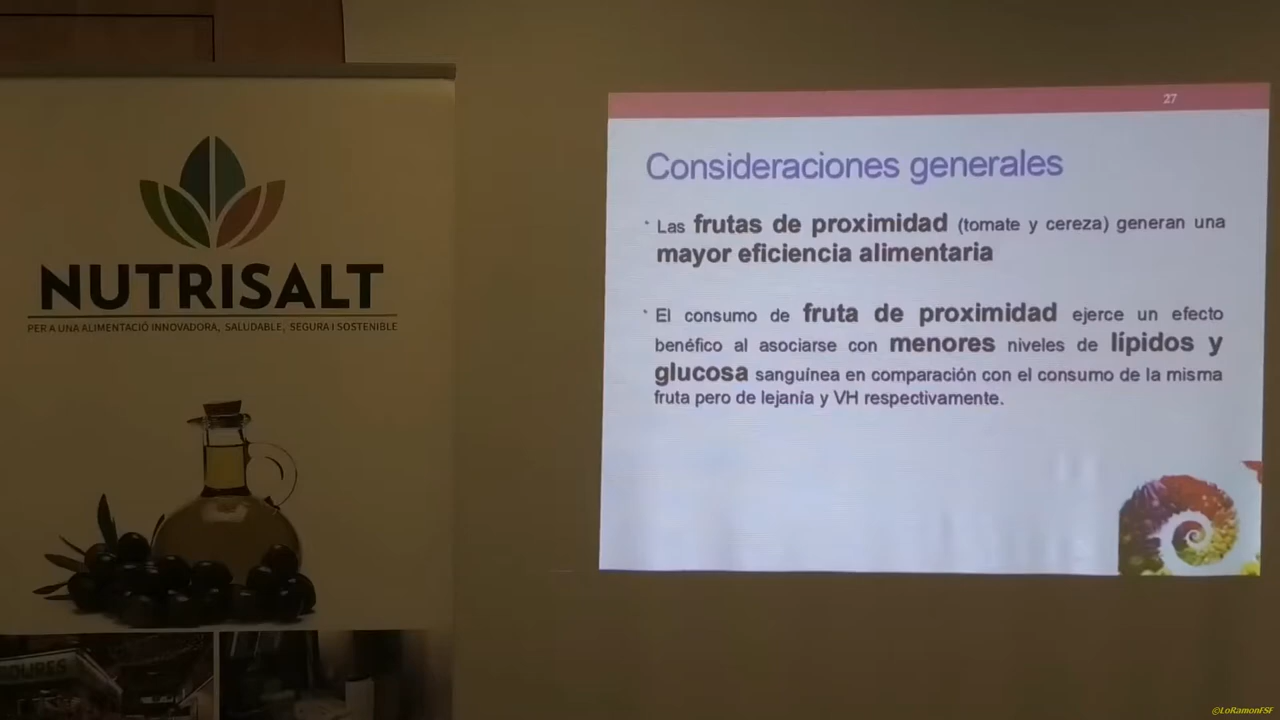 NUTRISALT
PER A UNA ALIMENTACIÓ INNOVADORA, SALUDABLE, SEGURA I SOSTENIBLE
27
Consideraciones generales
Las frutas de proximidad (tomate y cereza) generan una
mayor eficiencia alimentaria
El consumo de fruta de proximidad ejerce un efecto
benéfico al asociarse con menores niveles de lípidos y
glucosa sanguínea en comparación con el consumo de la misma
fruta pero de lejanía y VH respectivamente.
©LoRamonFSF